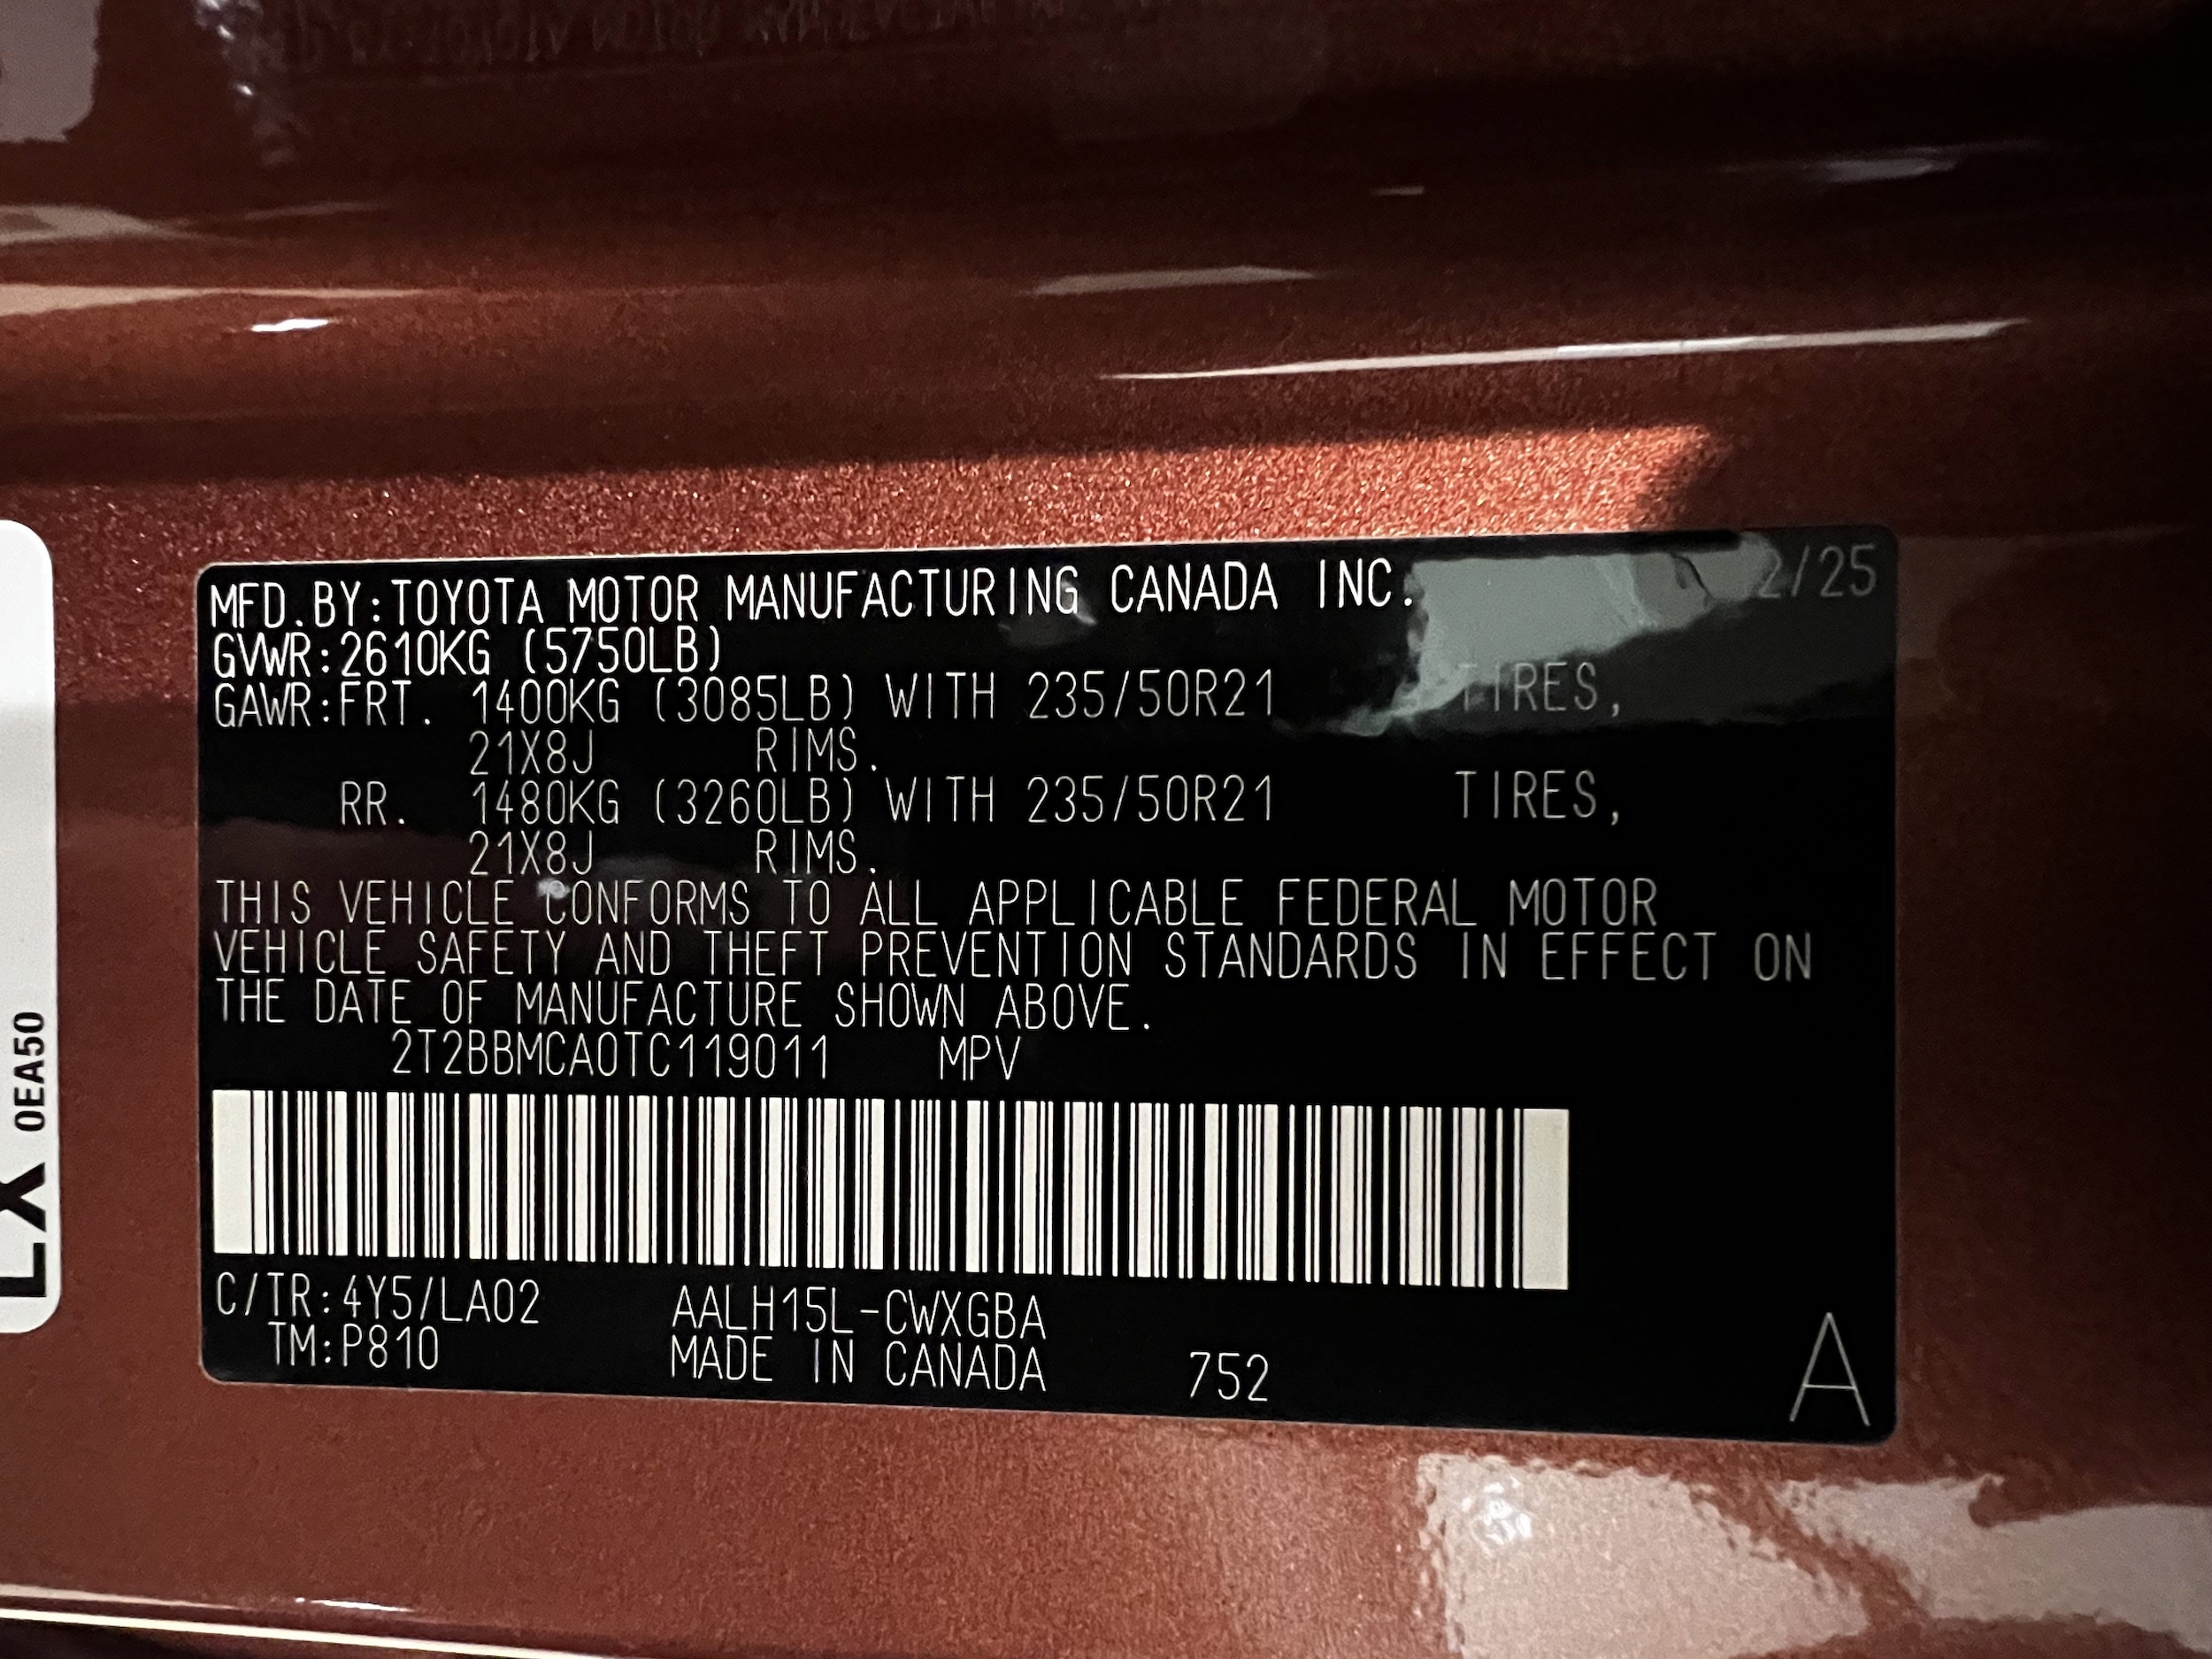 MFD.BY:TOYOTA MOTOR MANUFACTURING CANADA INC. 2/25
GVWR:2610KG (5750LB)
GAWR:FRT. 1400KG (3085LB) WITH 235/50R21 TIRES,
21X8J RIMS.
RR. 1480KG (3260LB) WITH 235/50R21 TIRES,
21X8J RIMS.
THIS VEHICLE CONFORMS TO ALL APPLICABLE FEDERAL MOTOR
VEHICLE SAFETY AND THEFT PREVENTION STANDARDS IN EFFECT ON
THE DATE OF MANUFACTURE SHOWN ABOVE.
2T2BBMCA0TC119011 MPV
C/TR:4Y5/LA02 AALH15L-CWXGBA
TM:P810 MADE IN CANADA 752
A
0EA50